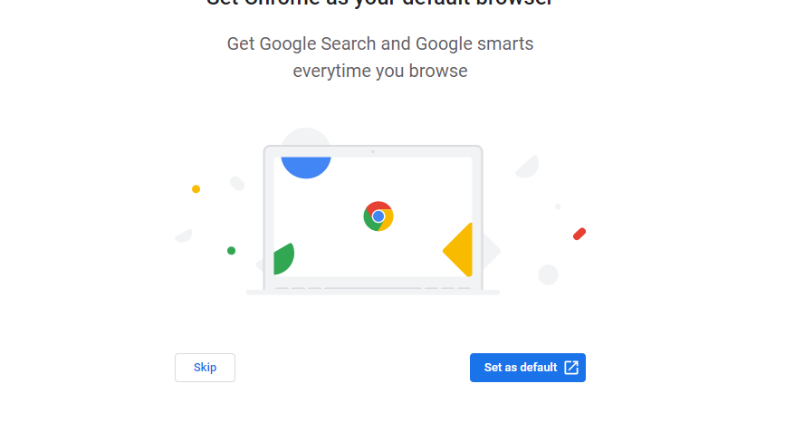 Set Chrome as your default browser
Get Google Search and Google smarts
everytime you browse
Skip
Set as default